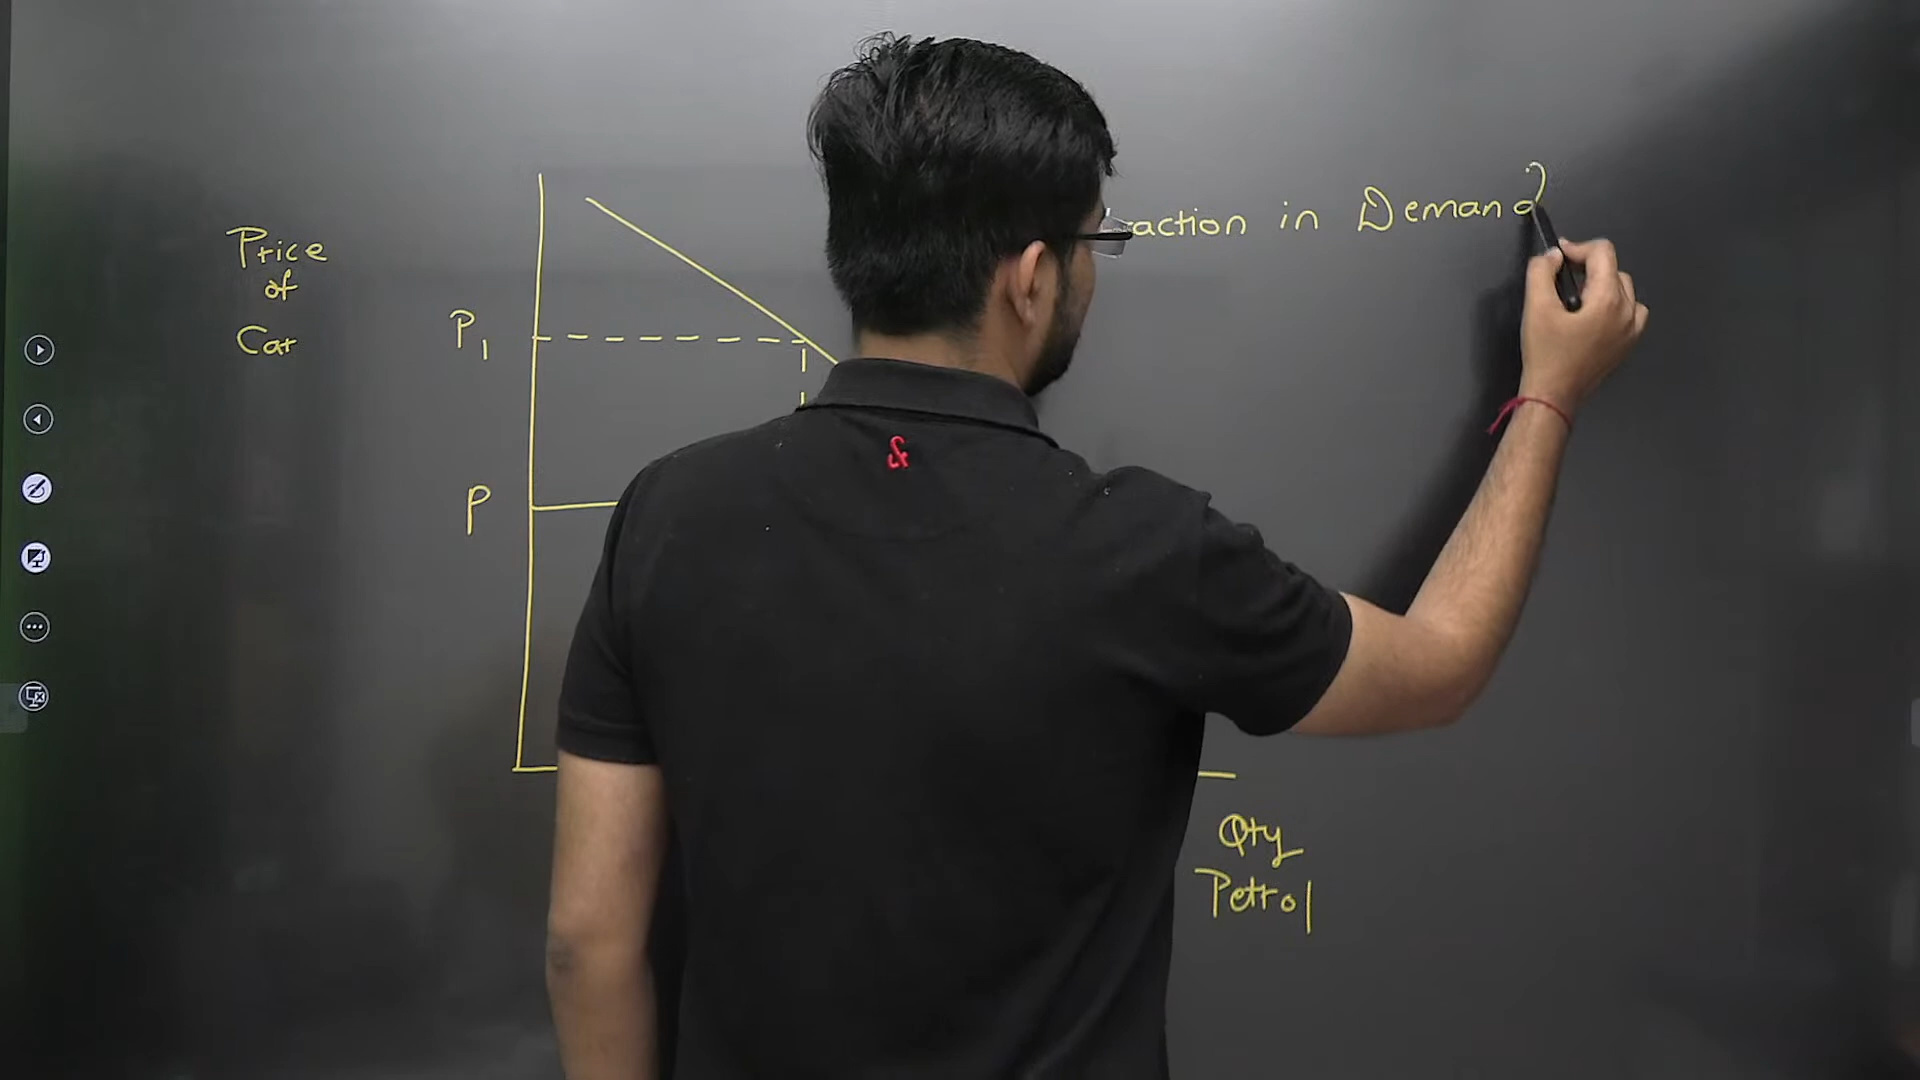 action in Demand
Price
of
Car
P1
P
Qty
Petrol